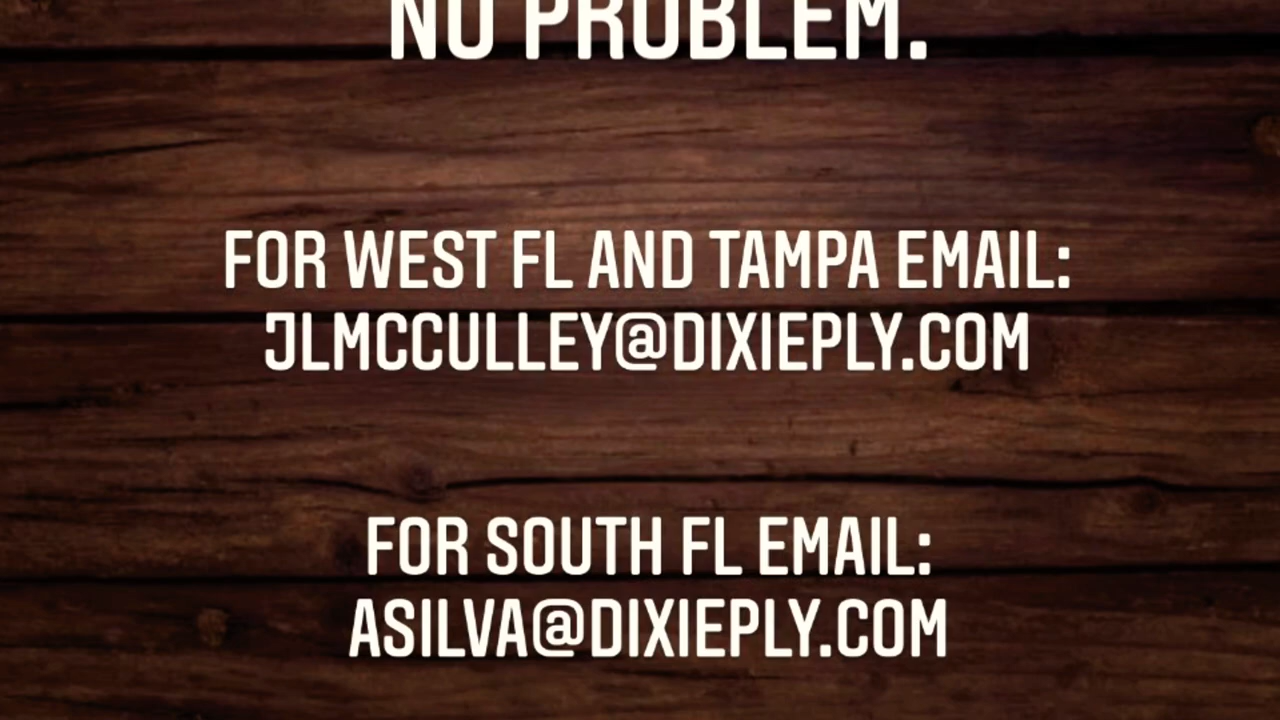 NO PROBLEM.
FOR WEST FL AND TAMPA EMAIL:
JLMCCULLEY@DIXIEPLY.COM
FOR SOUTH FL EMAIL:
ASILVA@DIXIEPLY.COM